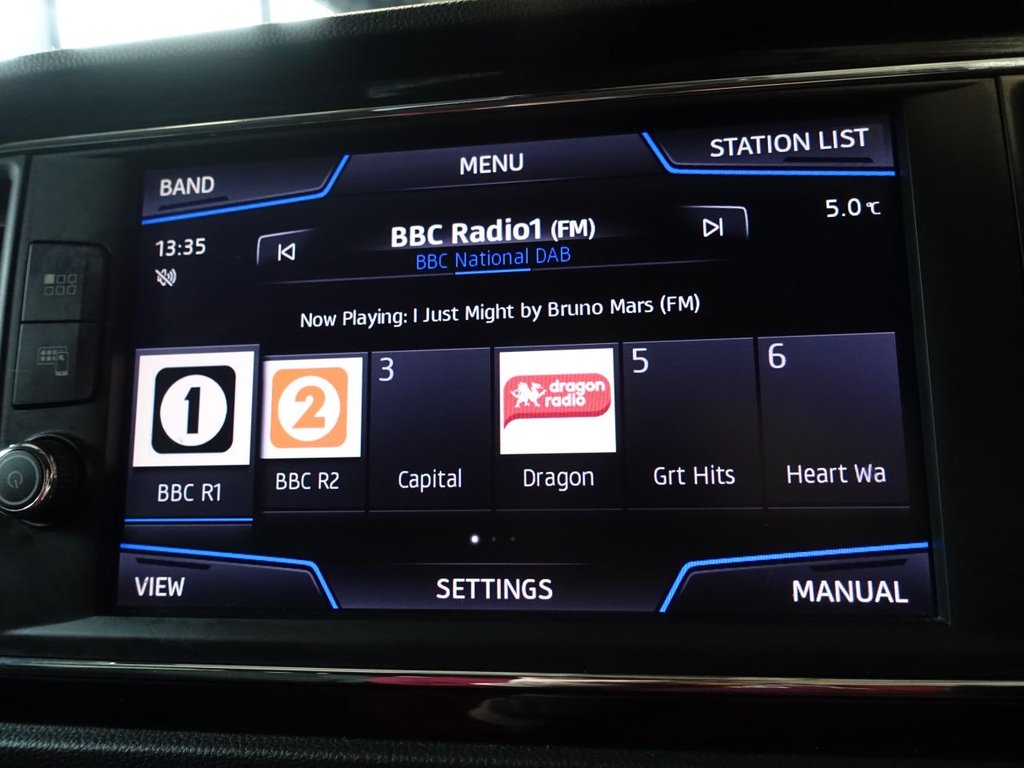 BAND
MENU
STATION LIST
13:35
BBC Radio1 (FM)
BBC National DAB
5.0 °C
Now Playing: I Just Might by Bruno Mars (FM)
1
2
3
dragon
radio
5
6
BBC R1
BBC R2
Capital
Dragon
Grt Hits
Heart Wa
VIEW
SETTINGS
MANUAL